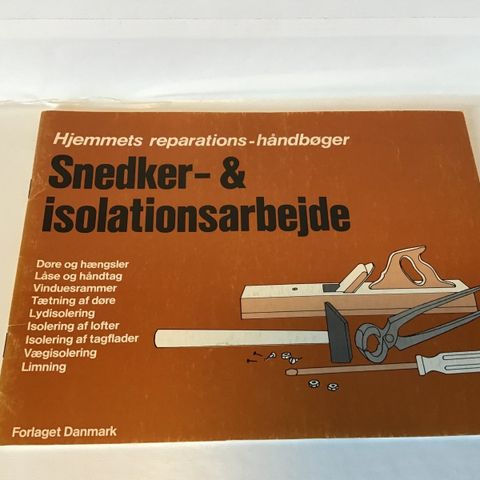 Hjemmets reparations-håndbøger
Snedker- &
isolationsarbejde
Døre og hængsler
Låse og håndtag
Vinduesrammer
Tætning af døre
Lydisolering
Isolering af lofter
Isolering af tagflader
Vægisolering
Limning
Forlaget Danmark